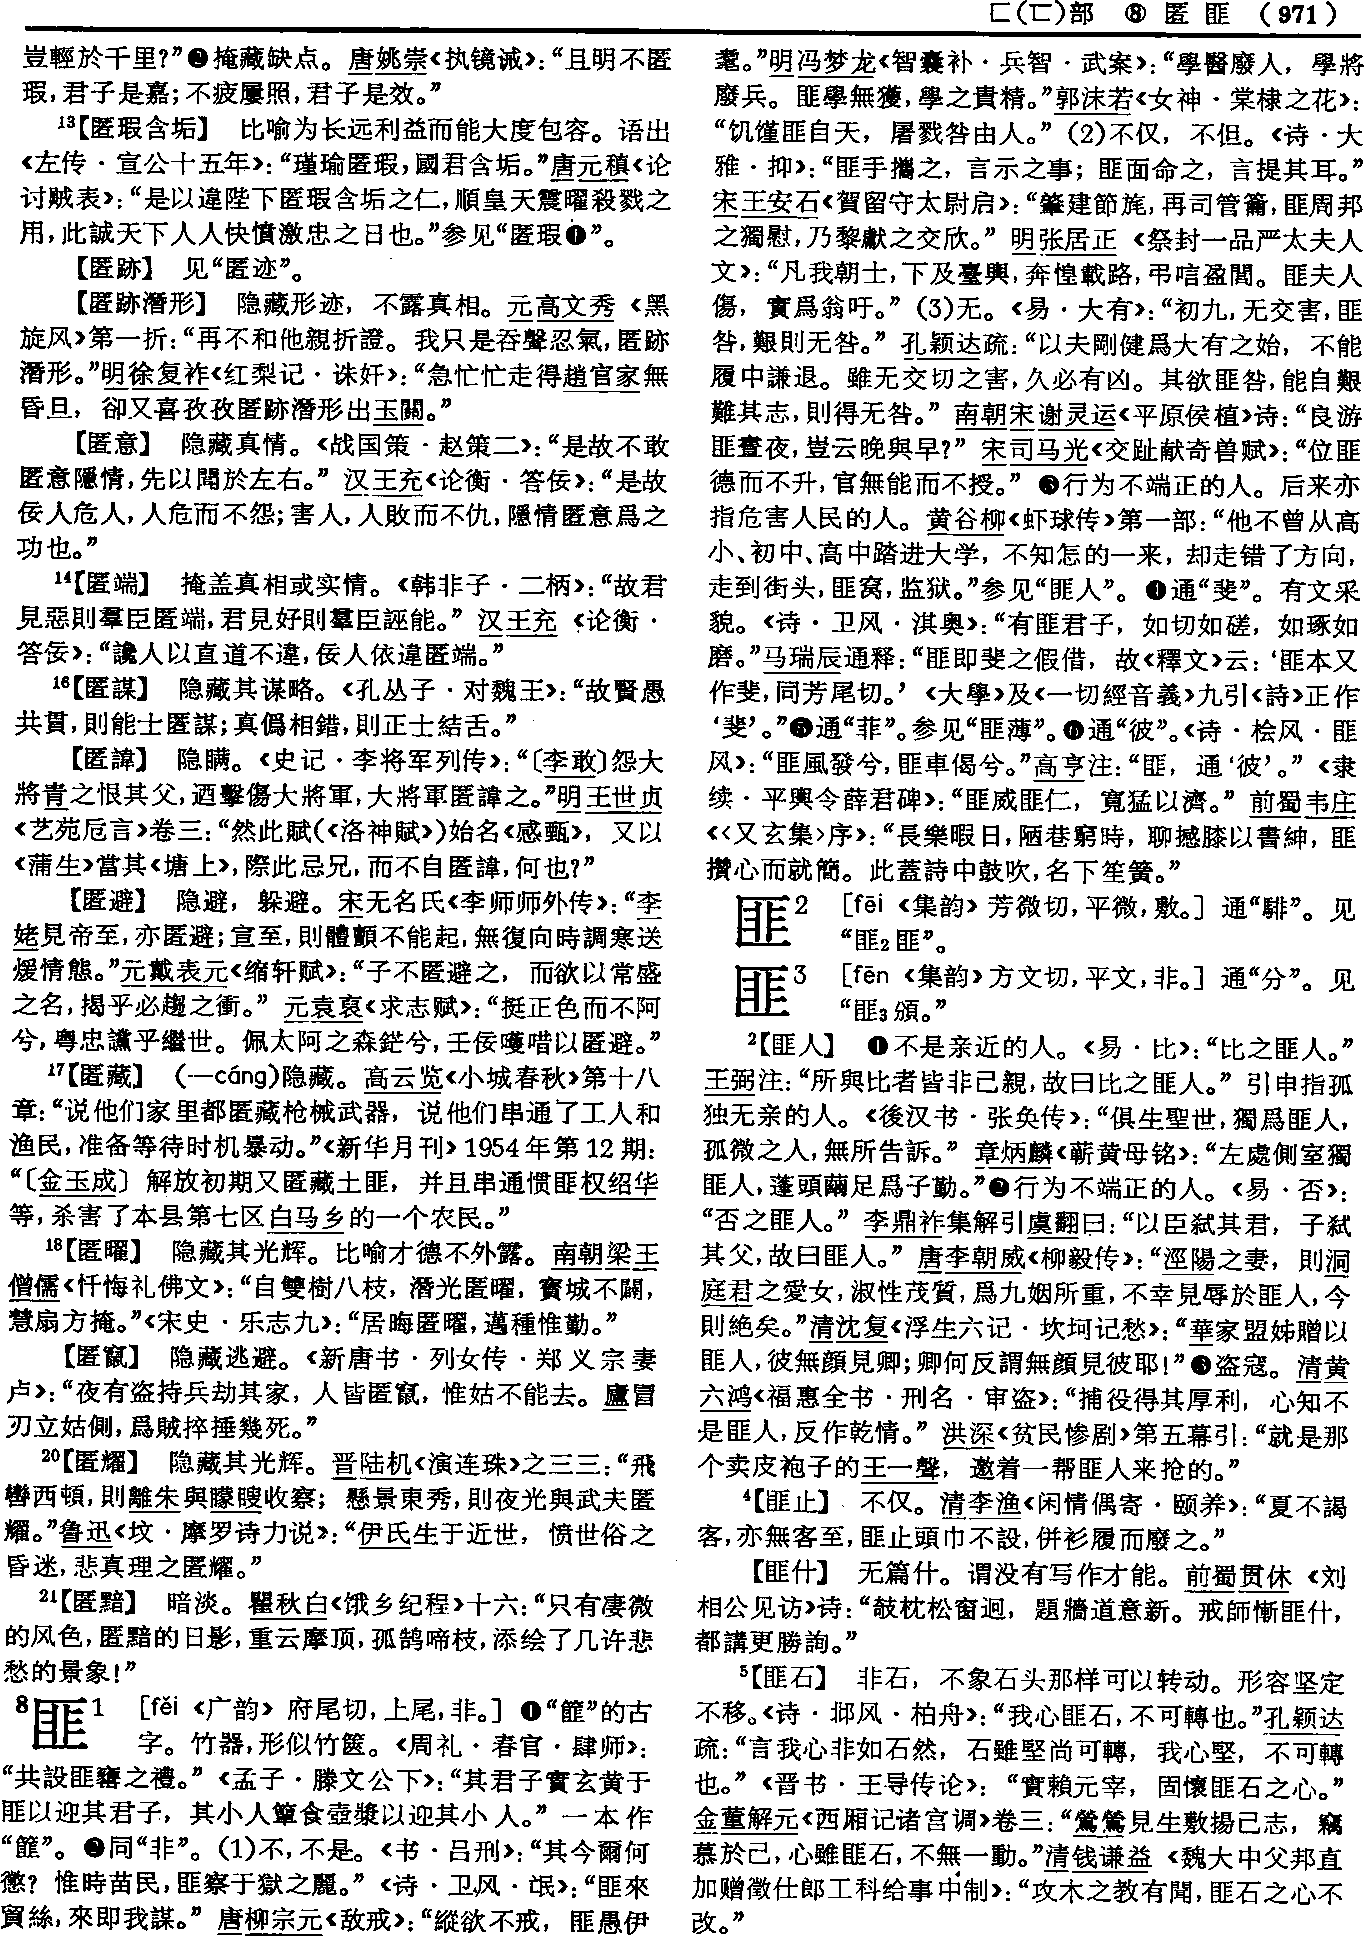 匸(匸)部　⑧　匿　匪　（971）
豈輕於千里?”❷掩藏缺点。唐姚崇《执镜诫》:“且明不匿
瑕,君子是嘉;不疲屢照,君子是效。”
13【匿瑕含垢】　比喻为长远利益而能大度包容。语出
《左传·宣公十五年》:“瑾瑜匿瑕,國君含垢。”唐元稹《论
讨贼表》:“是以違陛下匿瑕含垢之仁,順皇天震曜殺戮之
用,此誠天下人人快憤激忠之日也。”参见“匿瑕❶”。
【匿跡】　见“匿迹”。
【匿跡潛形】　隐藏形迹，不露真相。元高文秀《黑
旋风》第一折:“再不和他親折證。我只是吞聲忍氣,匿跡
潛形。”明徐复祚《红梨记·诛奸》:“急忙忙走得趙官家無
昏旦，卻又喜孜孜匿跡潛形出玉關。”
【匿意】　隐藏真情。《战国策·赵策二》:“是故不敢
匿意隱情,先以聞於左右。”汉王充《论衡·答佞》:“是故
佞人危人,人危而不怨;害人,人敗而不仇,隱情匿意爲之
功也。”
14【匿端】　掩盖真相或实情。《韩非子·二柄》:“故君
見惡則羣臣匿端,君見好則羣臣誣能。”汉王充《论衡·
答佞》:“讒人以直道不違,佞人依違匿端。”
16【匿謀】　隐藏其谋略。《孔丛子·对魏王》:“故賢愚
共貫,則能士匿謀;真僞相錯,則正士結舌。”
【匿諱】　隐瞒。《史记·李将军列传》:“〔李敢〕怨大
將青之恨其父,迺擊傷大將軍,大將軍匿諱之。”明王世贞
《艺苑卮言》卷三:“然此賦(《洛神賦》)始名《感甄》，又以
《蒲生》當其《塘上》,際此忌兄,而不自匿諱,何也?”
【匿避】　隐避，躲避。宋无名氏《李师师外传》:“李
姥見帝至,亦匿避;宣至,則體顫不能起,無復向時調寒送
煖情態。”元戴表元《缩轩赋》:“子不匿避之，而欲以常盛
之名,揭乎必趨之衝。”元袁裒《求志赋》:“挺正色而不阿
兮,粤忠讜乎繼世。佩太阿之森鋩兮,壬佞嚄唶以匿避。”
17【匿藏】　(—cáng)隐藏。高云览《小城春秋》第十八
章:“说他们家里都匿藏枪械武器，说他们串通了工人和
渔民,准备等待时机暴动。”《新华月刊》1954年第12期:
“〔金玉成〕解放初期又匿藏土匪，并且串通惯匪权绍华
等,杀害了本县第七区白马乡的一个农民。”
18【匿曜】　隐藏其光辉。比喻才德不外露。南朝梁王
僧儒《忏悔礼佛文》:“自雙樹八枝，潛光匿曜，寳城不闢，
慧扇方掩。”《宋史·乐志九》:“居晦匿曜,邁種惟勤。”
【匿竄】　隐藏逃避。《新唐书·列女传·郑义宗妻
卢》:“夜有盗持兵劫其家，人皆匿竄，惟姑不能去。盧冒
刃立姑側,爲賊捽捶幾死。”
20【匿耀】　隐藏其光辉。晋陆机《演连珠》之三三:“飛
轡西頓,則離朱與矇瞍收察；懸景東秀,則夜光與武夫匿
耀。”鲁迅《坟·摩罗诗力说》:“伊氏生于近世，愤世俗之
昏迷,悲真理之匿耀。”
21【匿黯】　暗淡。瞿秋白《饿乡纪程》十六:“只有凄微
的风色,匿黯的日影,重云摩顶,孤鹄啼枝,添绘了几许悲
愁的景象!”
8匪1　[fěi《广韵》府尾切,上尾,非。]❶“篚”的古
字。竹器,形似竹箧。《周礼·春官·肆师》:
“共設匪罋之禮。”《孟子·滕文公下》:“其君子實玄黄于
匪以迎其君子，其小人簞食壺漿以迎其小人。”一本作
“篚”。❷同“非”。(1)不,不是。《书·吕刑》:“其今爾何
懲?惟時苗民,匪察于獄之麗。”《诗·卫风·氓》:“匪來
貿絲,來即我謀。”唐柳宗元《敌戒》:“縱欲不戒，匪愚伊
耄。”明冯梦龙《智囊补·兵智·武案》:“學醫廢人，學將
廢兵。匪學無獲,學之貴精。”郭沫若《女神·棠棣之花》:
“饥馑匪自天，屠戮咎由人。”(2)不仅，不但。《诗·大
雅·抑》:“匪手攜之，言示之事；匪面命之，言提其耳。”
宋王安石《賀留守太尉启》:“肇建節旄,再司管籥,匪周邦
之獨慰,乃黎獻之交欣。”明张居正《祭封一品严太夫人
文》:“凡我朝士,下及臺輿,奔惶載路,弔唁盈閭。匪夫人
傷，實爲翁吁。”(3)无。《易·大有》:“初九,无交害,匪
咎,艱則无咎。”孔颖达疏:“以夫剛健爲大有之始，不能
履中謙退。雖无交切之害,久必有凶。其欲匪咎,能自艱
難其志,則得无咎。”南朝宋谢灵运《平原侯植》诗:“良游
匪晝夜,豈云晚與早?”宋司马光《交趾献奇兽赋》:“位匪
德而不升,官無能而不授。”❸行为不端正的人。后来亦
指危害人民的人。黄谷柳《虾球传》第一部:“他不曾从高
小、初中、高中踏进大学，不知怎的一来，却走错了方向，
走到街头,匪窝,监狱。”参见“匪人”。❹通“斐”。有文采
貌。《诗·卫风·淇奥》:“有匪君子，如切如磋，如琢如
磨。”马瑞辰通释:“匪即斐之假借，故《釋文》云:‘匪本又
作斐,同芳尾切。’《大學》及《一切經音義》九引《詩》正作
‘斐’。”❺通“菲”。参见“匪薄”。❻通“彼”。《诗·桧风·匪
风》:“匪風發兮,匪車偈兮。”高亨注:“匪，通‘彼’。”《隶
续·平輿令薛君碑》:“匪威匪仁，寬猛以濟。”前蜀韦庄
《〈又玄集〉序》:“長樂暇日,陋巷窮時，聊撼膝以書紳，匪
攢心而就簡。此蓋詩中鼓吹,名下笙簧。”
匪2　[fēi《集韵》芳微切,平微,敷。]通“騑”。见
“匪2匪”。
匪3　[fēn《集韵》方文切,平文,非。]通“分”。见
“匪3頒。”
2【匪人】　❶不是亲近的人。《易·比》:“比之匪人。”
王弼注:“所與比者皆非己親,故曰比之匪人。”引申指孤
独无亲的人。《後汉书·张奂传》:“俱生聖世,獨爲匪人，
孤微之人,無所告訴。”章炳麟《蕲黄母铭》:“左處側室獨
匪人,蓬頭繭足爲子勤。”❷行为不端正的人。《易·否》:
“否之匪人。”李鼎祚集解引虞翻曰:“以臣弑其君，子弑
其父,故曰匪人。”唐李朝威《柳毅传》:“涇陽之妻，則洞
庭君之愛女,淑性茂質,爲九姻所重,不幸見辱於匪人,今
則绝矣。”清沈复《浮生六记·坎坷记愁》:“華家盟姊贈以
匪人,彼無顔見卿;卿何反謂無顔見彼耶!”❸盗寇。清黄
六鸿《福惠全书·刑名·审盗》:“捕役得其厚利，心知不
是匪人,反作乾情。”洪深《贫民惨剧》第五幕引:“就是那
个卖皮袍子的王一聲，邀着一帮匪人来抢的。”
4【匪止】　不仅。清李渔《闲情偶寄·颐养》:“夏不謁
客,亦無客至,匪止頭巾不設,併衫履而廢之。”
【匪什】　无篇什。谓没有写作才能。前蜀贯休《刘
相公见访》诗:“攲枕松窗迥，題牆道意新。戒師慚匪什，
都講更勝詢。”
5【匪石】　非石，不象石头那样可以转动。形容坚定
不移。《诗·邶风·柏舟》:“我心匪石,不可轉也。”孔颖达
疏:“言我心非如石然，石雖堅尚可轉，我心堅，不可轉
也。”《晋书·王导传论》：“實賴元宰，固懷匪石之心。”
金董解元《西厢记诸宫调》卷三:“鶯鶯見生敷揚己志，竊
慕於己,心雖匪石,不無一動。”清钱谦益《魏大中父邦直
加赠徵仕郎工科给事中制》:“攻木之教有聞,匪石之心不
改。”